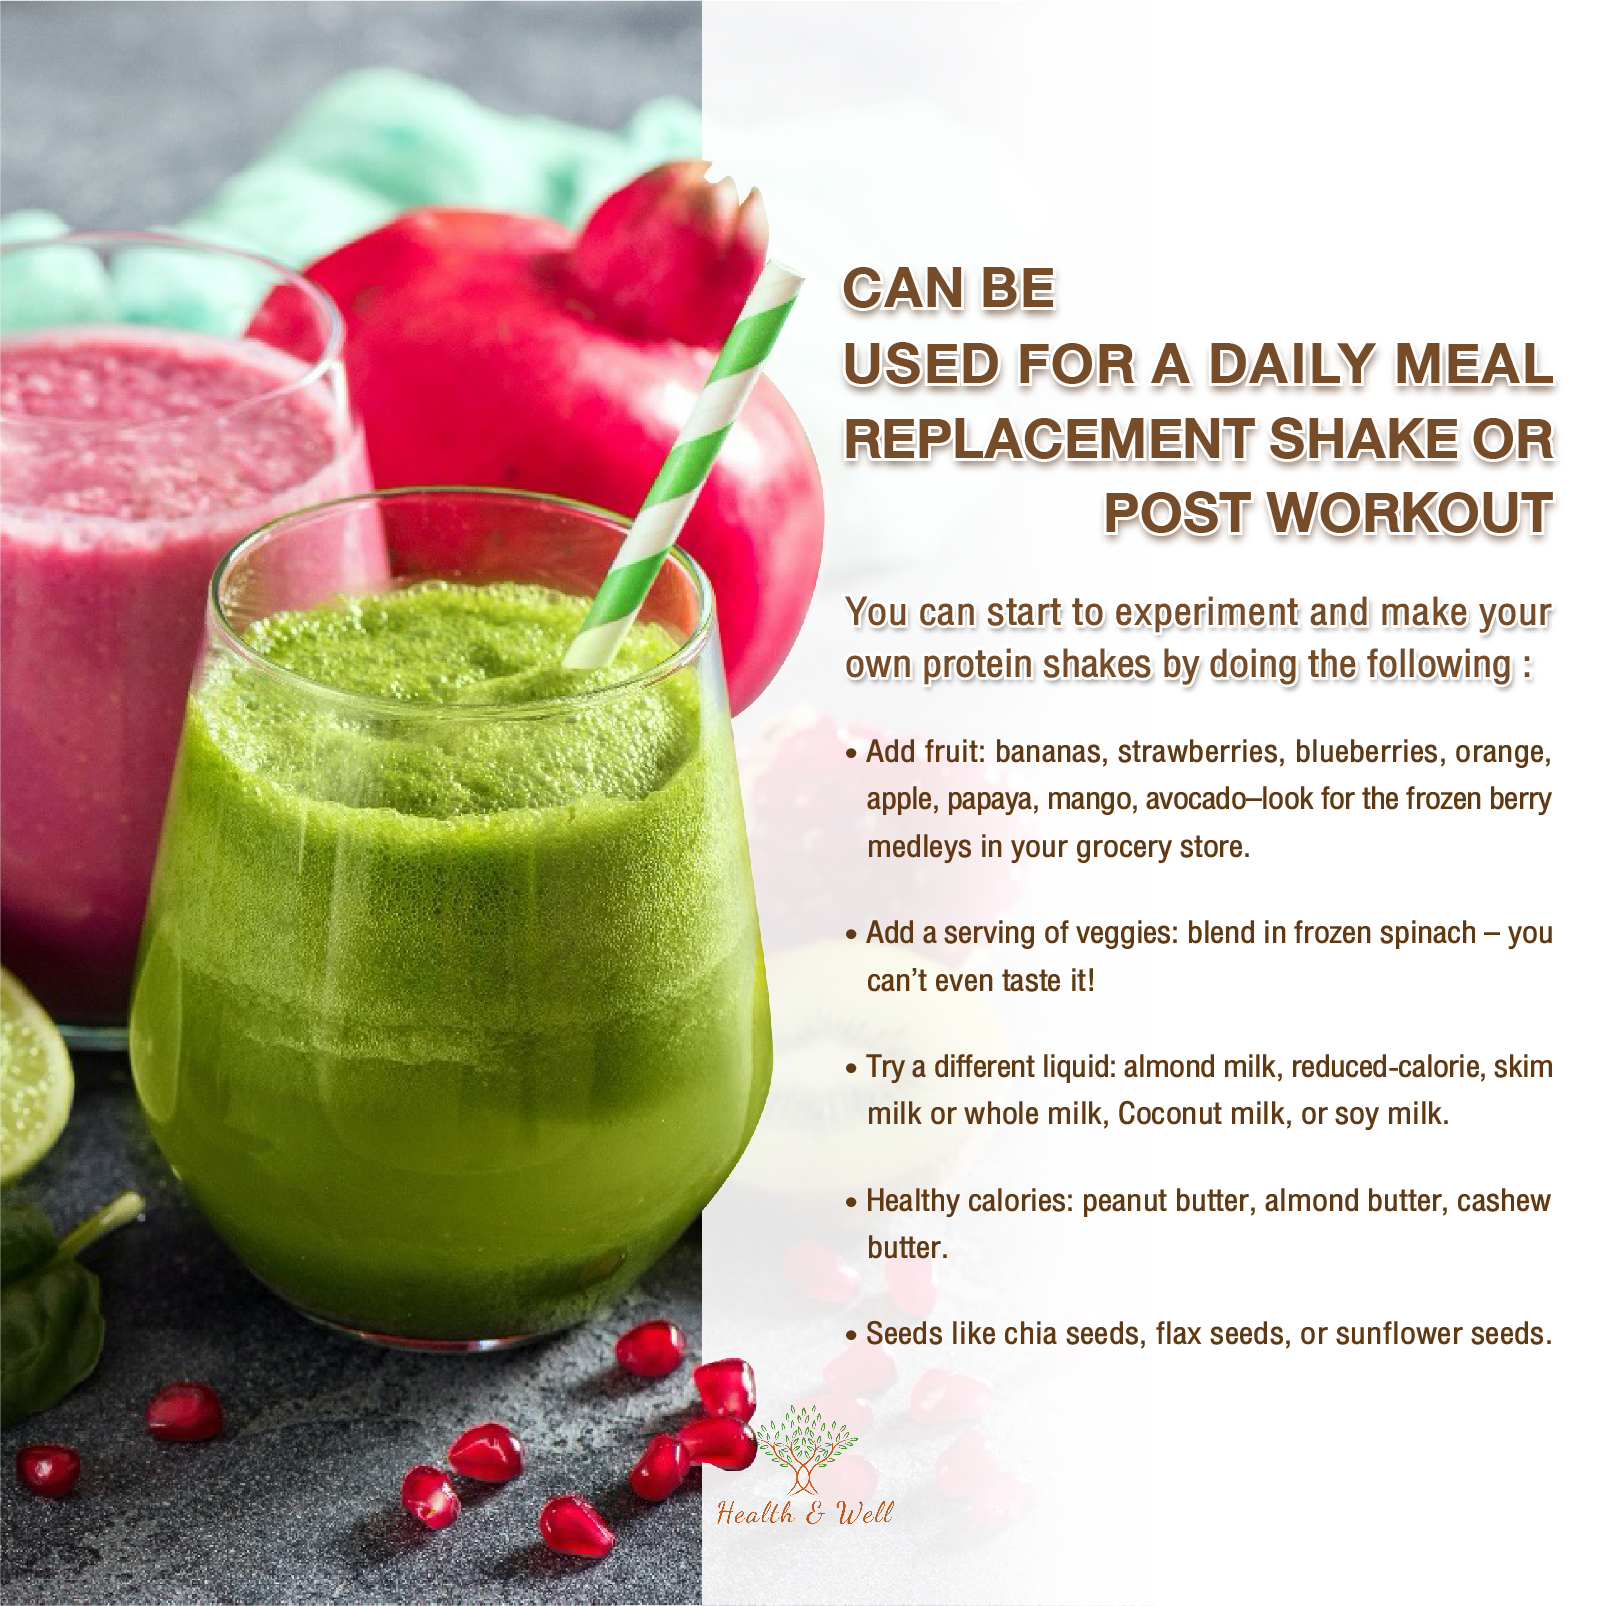 CAN BE
USED FOR A DAILY MEAL
REPLACEMENT SHAKE OR
POST WORKOUT
You can start to experiment and make your
own protein shakes by doing the following :
• Add fruit: bananas, strawberries, blueberries, orange,
apple, papaya, mango, avocado–look for the frozen berry
medleys in your grocery store.
• Add a serving of veggies: blend in frozen spinach – you
can’t even taste it!
• Try a different liquid: almond milk, reduced-calorie, skim
milk or whole milk, Coconut milk, or soy milk.
• Healthy calories: peanut butter, almond butter, cashew
butter.
• Seeds like chia seeds, flax seeds, or sunflower seeds.
Health & Well